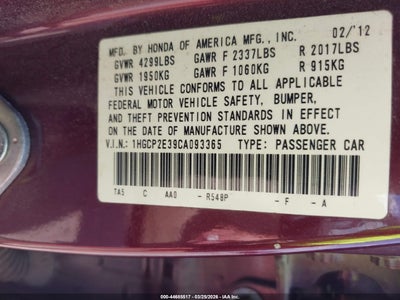 MFD. BY HONDA OF AMERICA MFG., INC. 02/'12
GVWR 4299LBS GAWR F 2337LBS R 2017LBS
GVWR 1950KG GAWR F 1060KG R 915KG
THIS VEHICLE CONFORMS TO ALL APPLICABLE
FEDERAL MOTOR VEHICLE SAFETY, BUMPER,
AND THEFT PREVENTION STANDARDS IN EFFECT
ON THE DATE OF MANUFACTURE SHOWN ABOVE.
V.I.N.: 1HGCP2E39CA093365 TYPE: PASSENGER CAR
TA5 C AA0 - R548P - F - A
000-44685517 - 03/25/2026 - IAA Inc.